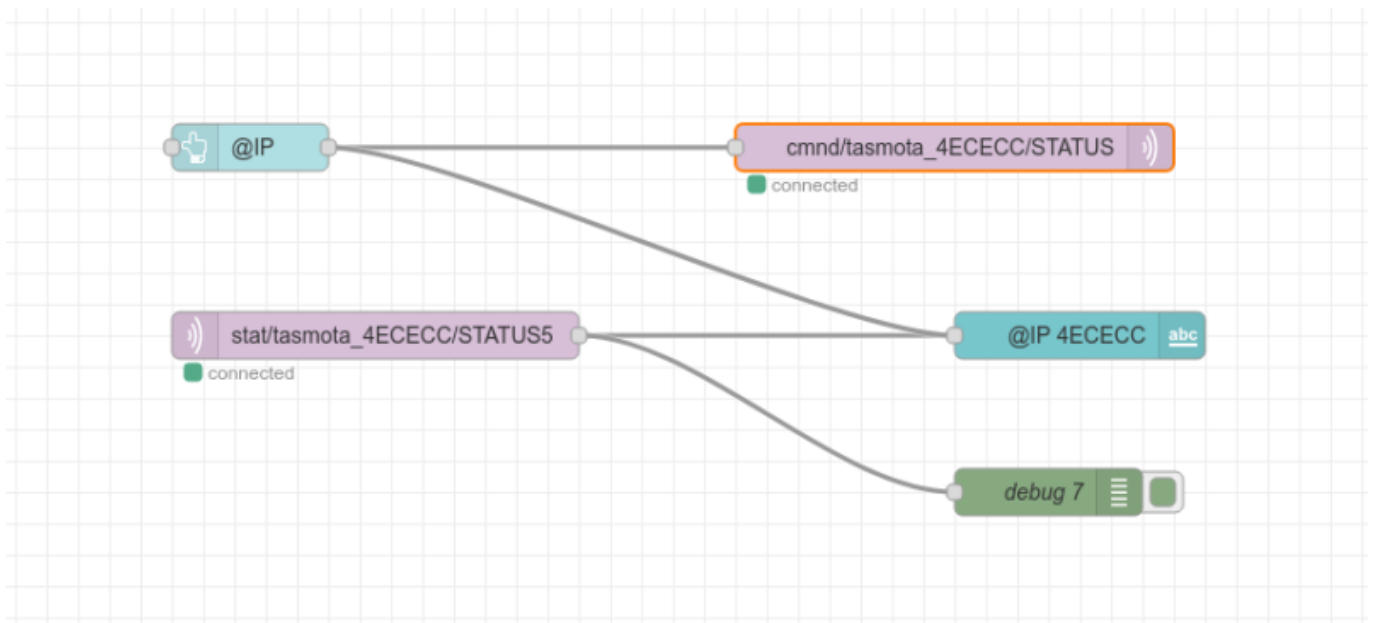 @IP
cmnd/tasmota_4ECECC/STATUS
connected
stat/tasmota_4ECECC/STATUS5
@IP 4ECECC
abc
connected
debug 7